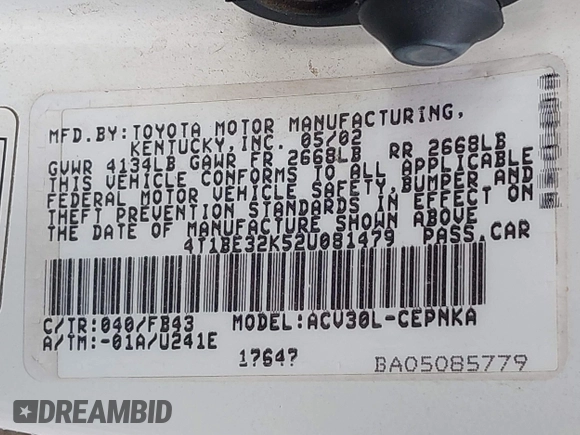 MFD.BY:TOYOTA MOTOR MANUFACTURING,
KENTUCKY,INC. 05/02
GVWR 4134LB GAWR FR 2668LB RR 2668LB
THIS VEHICLE CONFORMS TO ALL APPLICABLE
FEDERAL MOTOR VEHICLE SAFETY,BUMPER AND
THEFT PREVENTION STANDARDS IN EFFECT ON
THE DATE OF MANUFACTURE SHOWN ABOVE
4T1BE32K52U081479 PASS.CAR
C/TR:040/FB43 MODEL:ACV30L-CEPNKA
A/TM:-01A/U241E
17647 BA05085779
DREAMBID